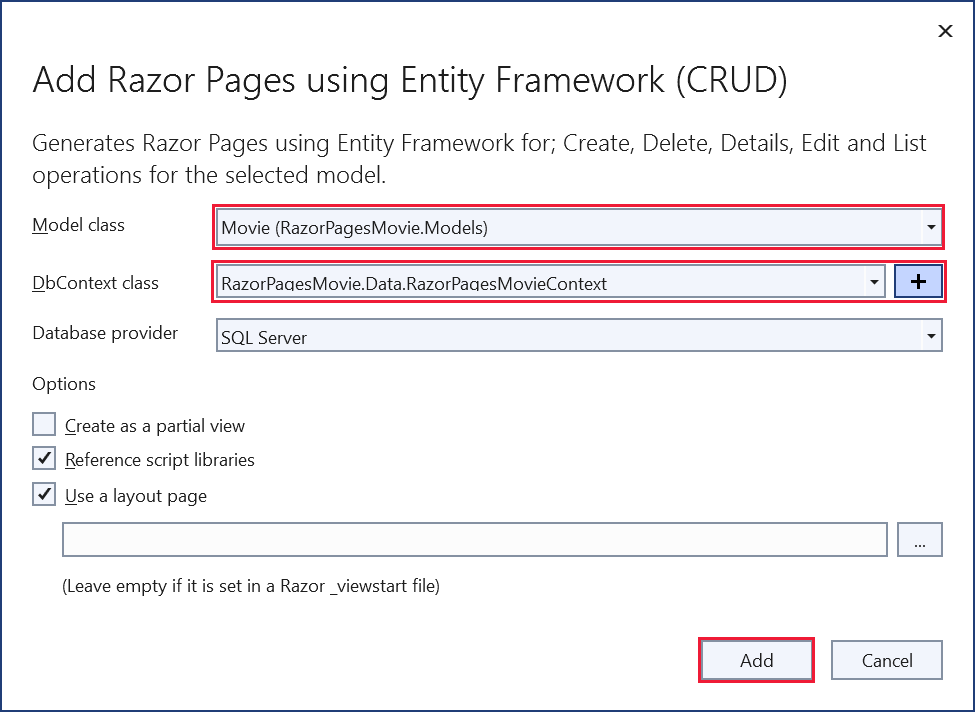 Add Razor Pages using Entity Framework (CRUD)
Generates Razor Pages using Entity Framework for; Create, Delete, Details, Edit and List
operations for the selected model.
Model class
Movie (RazorPagesMovie.Models)
DbContext class
RazorPagesMovie.Data.RazorPagesMovieContext
Database provider
SQL Server
Options
Create as a partial view
Reference script libraries
Use a layout page
...
(Leave empty if it is set in a Razor _viewstart file)
Add
Cancel